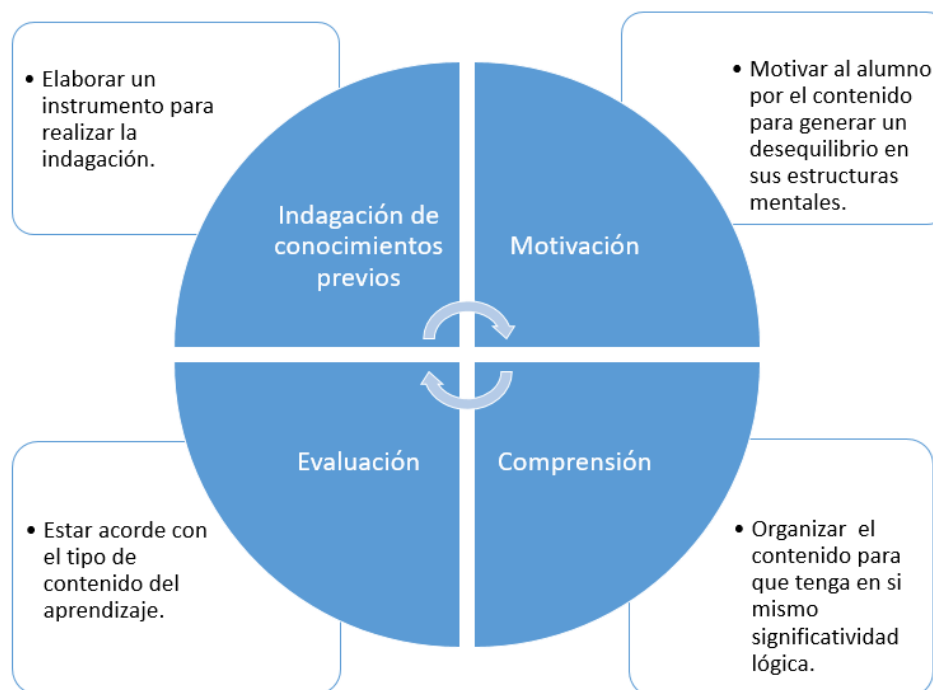 • Elaborar un
instrumento para
realizar la
indagación.
• Motivar al alumno
por el contenido
para generar un
desequilibrio en
sus estructuras
mentales.
Indagación de
conocimientos
previos
Motivación
Evaluación
Comprensión
• Estar acorde con
el tipo de
contenido del
aprendizaje.
• Organizar el
contenido para
que tenga en si
mismo
significatividad
lógica.